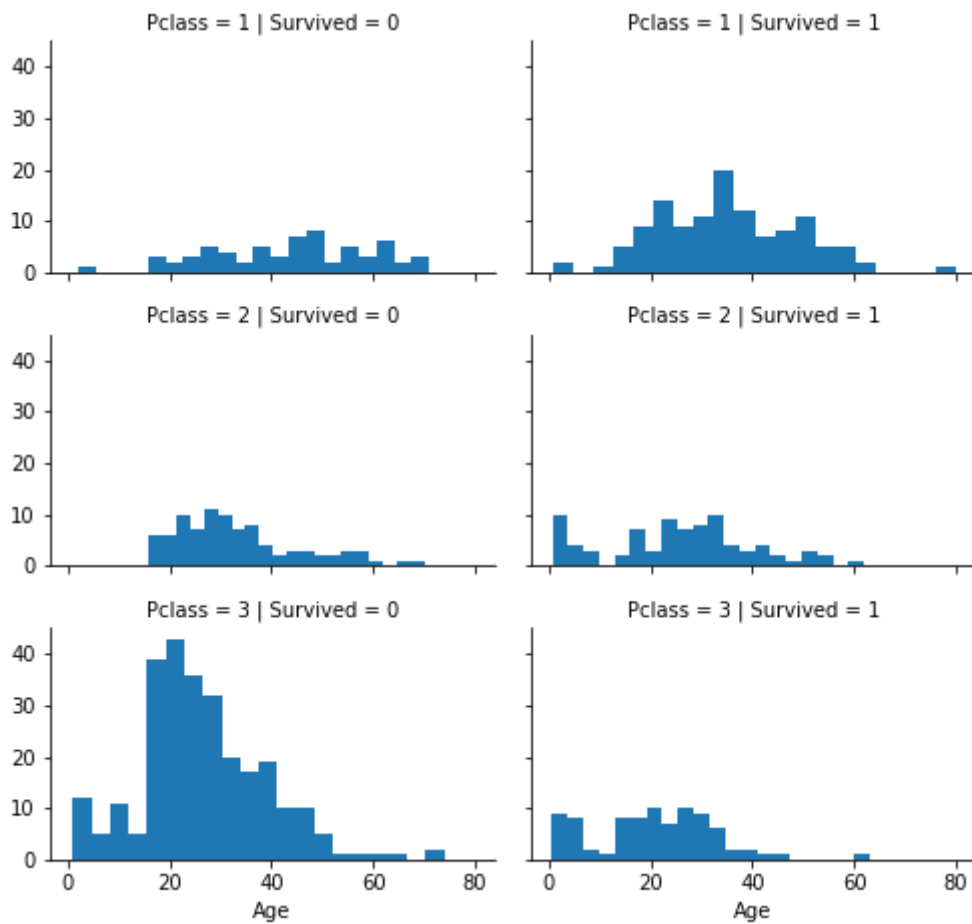 Pclass = 1 | Survived = 0
Pclass = 1 | Survived = 1
40
30
20
10
0
Pclass = 2 | Survived = 0
Pclass = 2 | Survived = 1
40
30
20
10
0
Pclass = 3 | Survived = 0
Pclass = 3 | Survived = 1
40
30
20
10
0
0 20 40 60 80
0 20 40 60 80
Age
Age